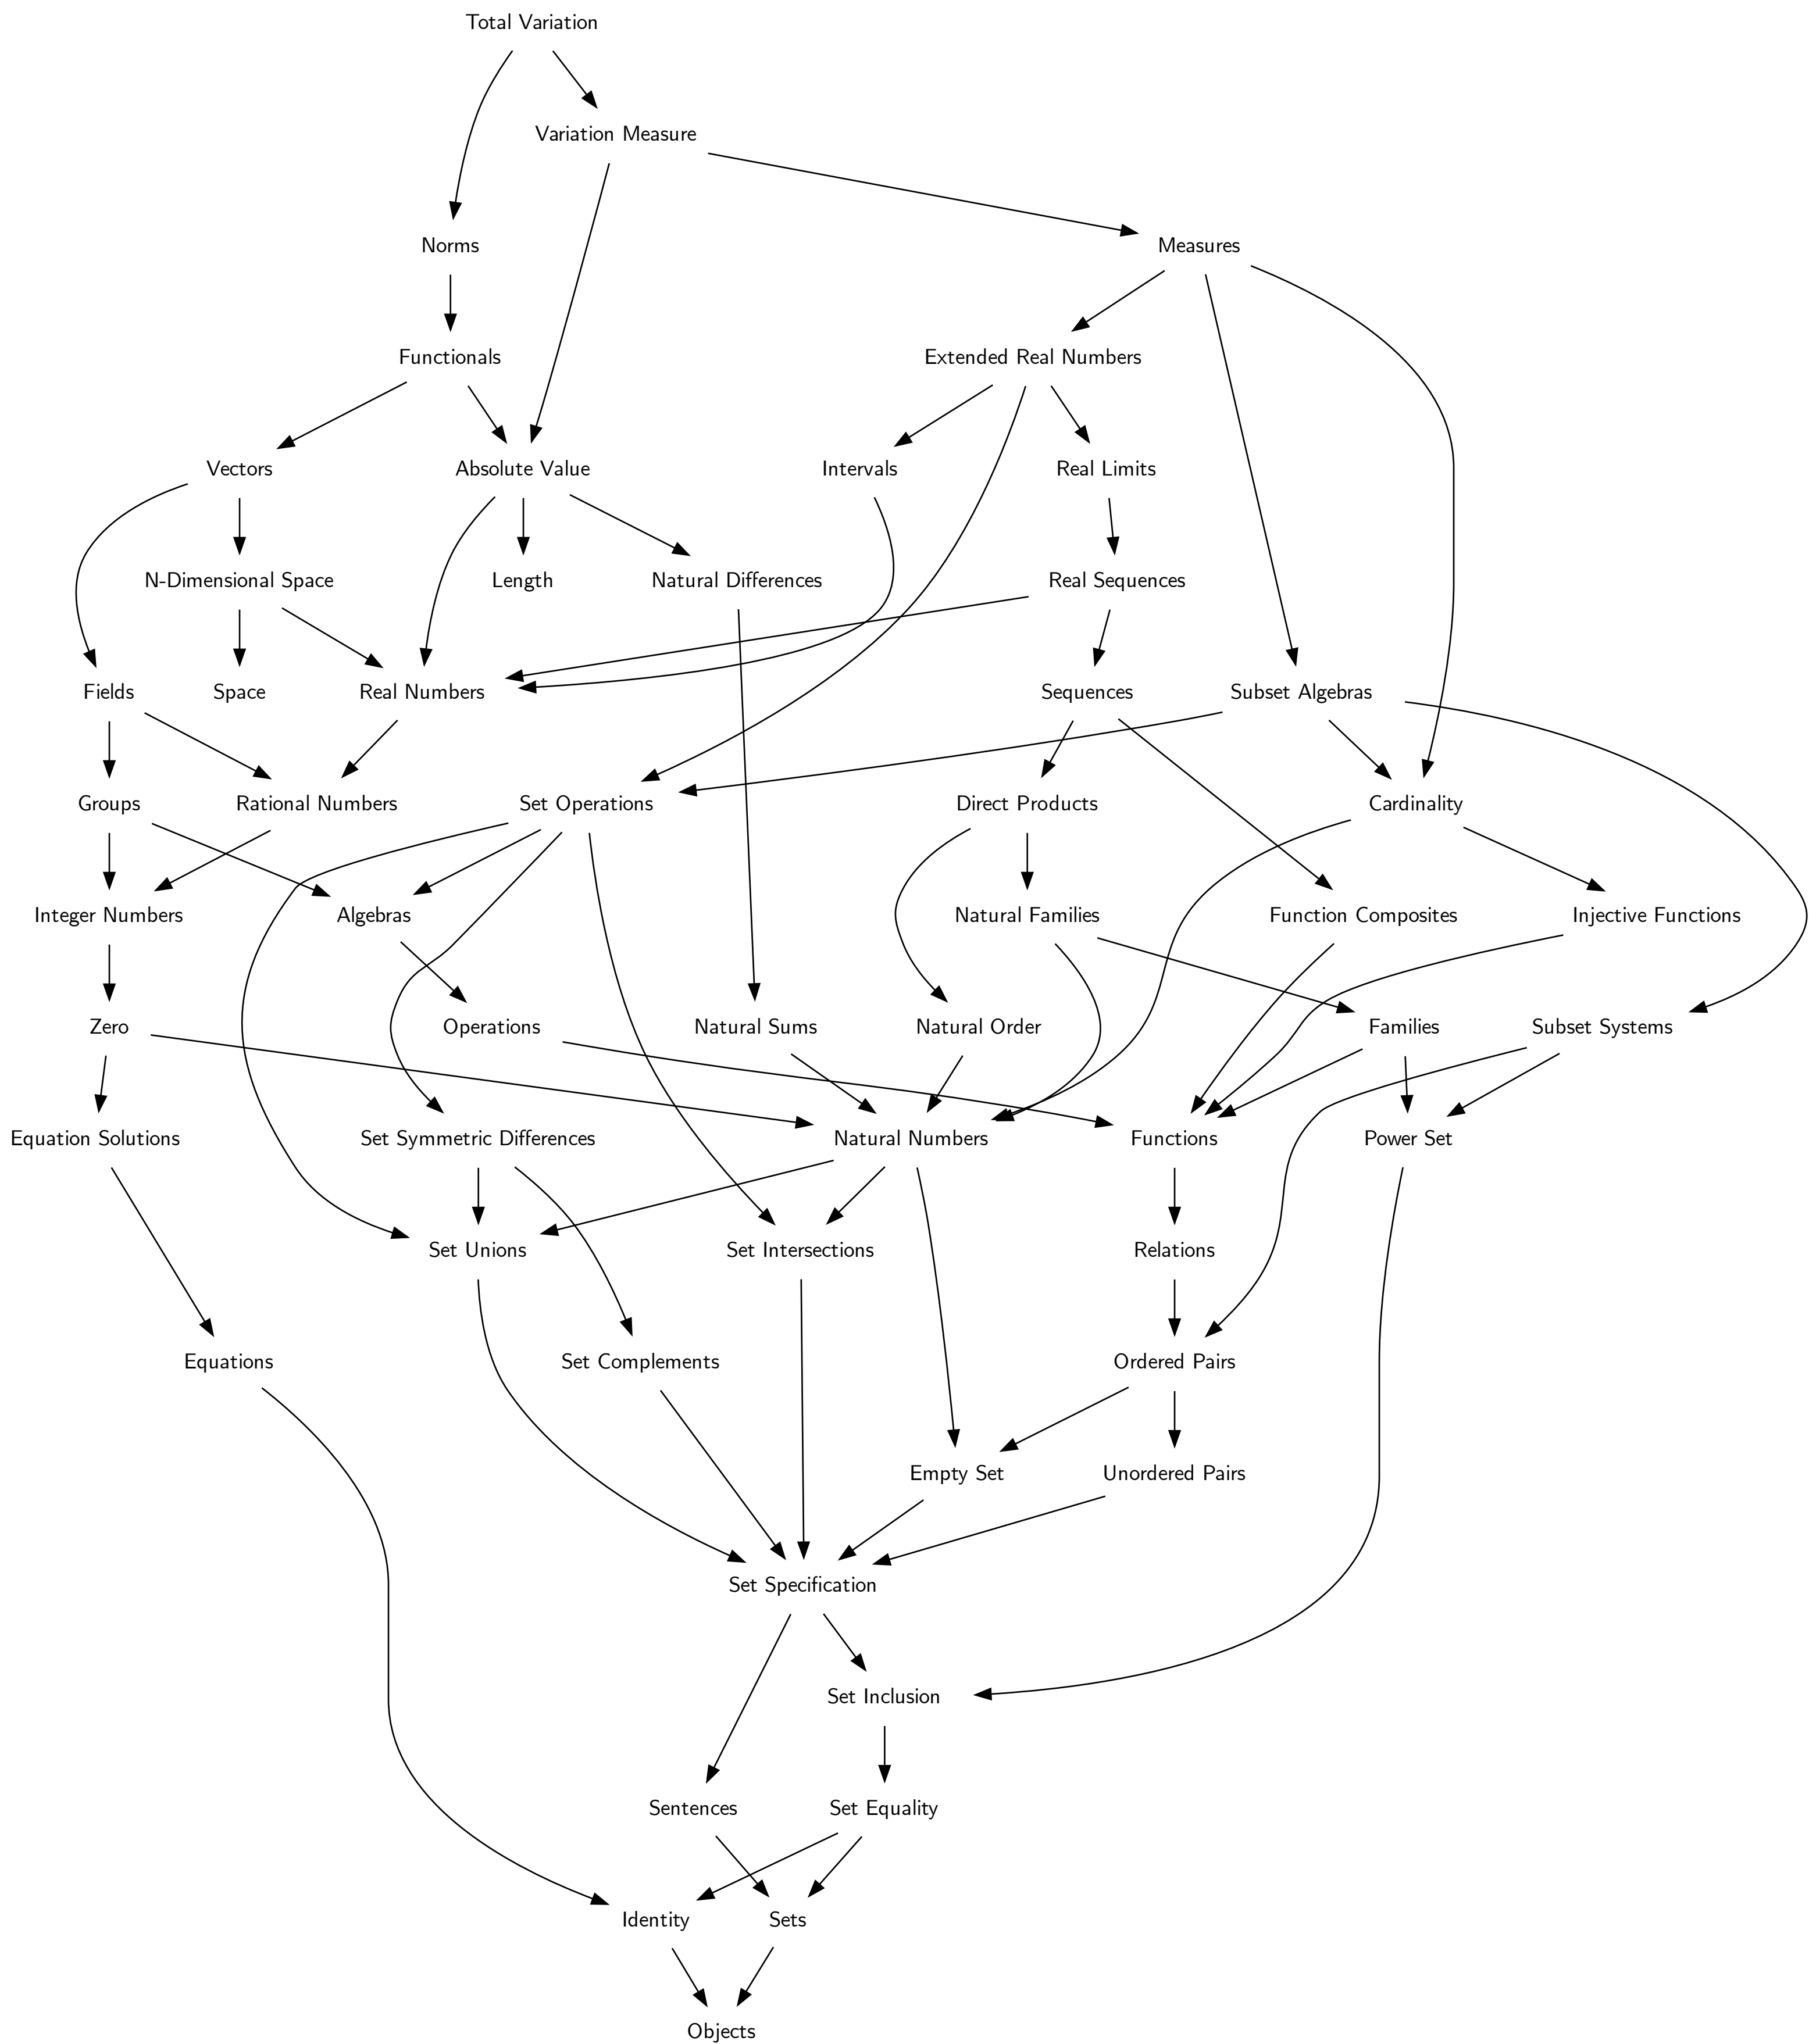 Total Variation
Variation Measure
Norms
Measures
Functionals
Extended Real Numbers
Vectors
Absolute Value
Intervals
Real Limits
N-Dimensional Space
Length
Natural Differences
Real Sequences
Fields
Space
Real Numbers
Sequences
Subset Algebras
Groups
Rational Numbers
Set Operations
Direct Products
Cardinality
Integer Numbers
Algebras
Natural Families
Function Composites
Injective Functions
Zero
Operations
Natural Sums
Natural Order
Families
Subset Systems
Equation Solutions
Set Symmetric Differences
Natural Numbers
Functions
Power Set
Set Unions
Set Intersections
Relations
Equations
Set Complements
Ordered Pairs
Empty Set
Unordered Pairs
Set Specification
Set Inclusion
Sentences
Set Equality
Identity
Sets
Objects